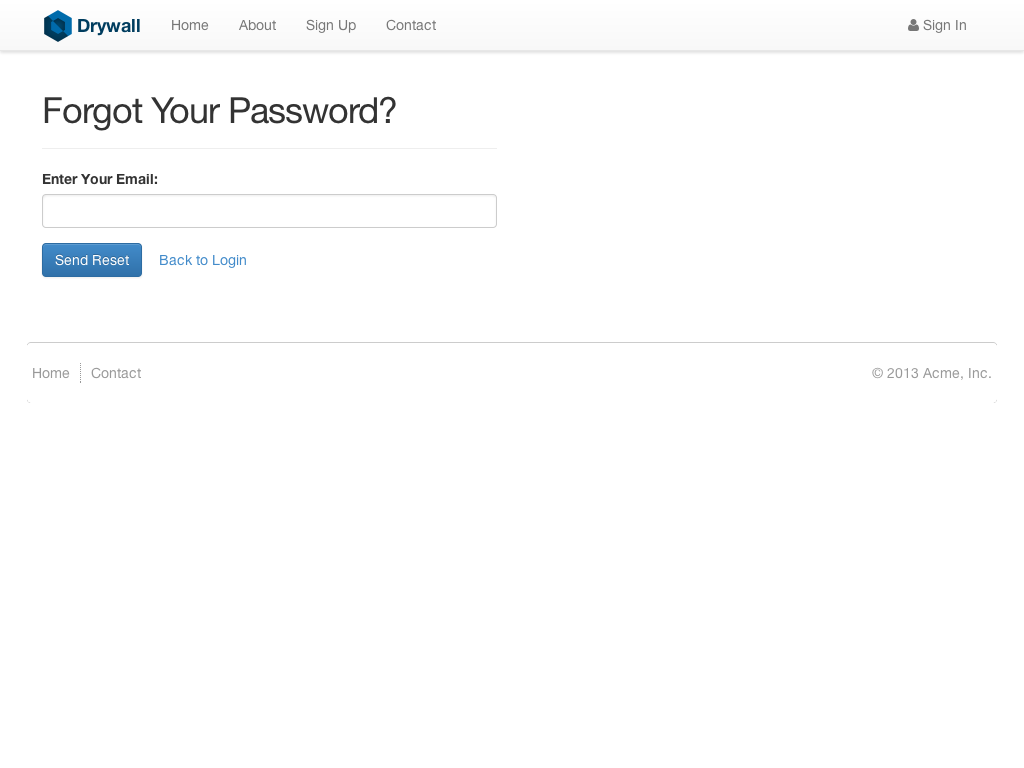 Drywall Home About Sign Up Contact Sign In
Forgot Your Password?
Enter Your Email:
Send Reset Back to Login
Home Contact © 2013 Acme, Inc.